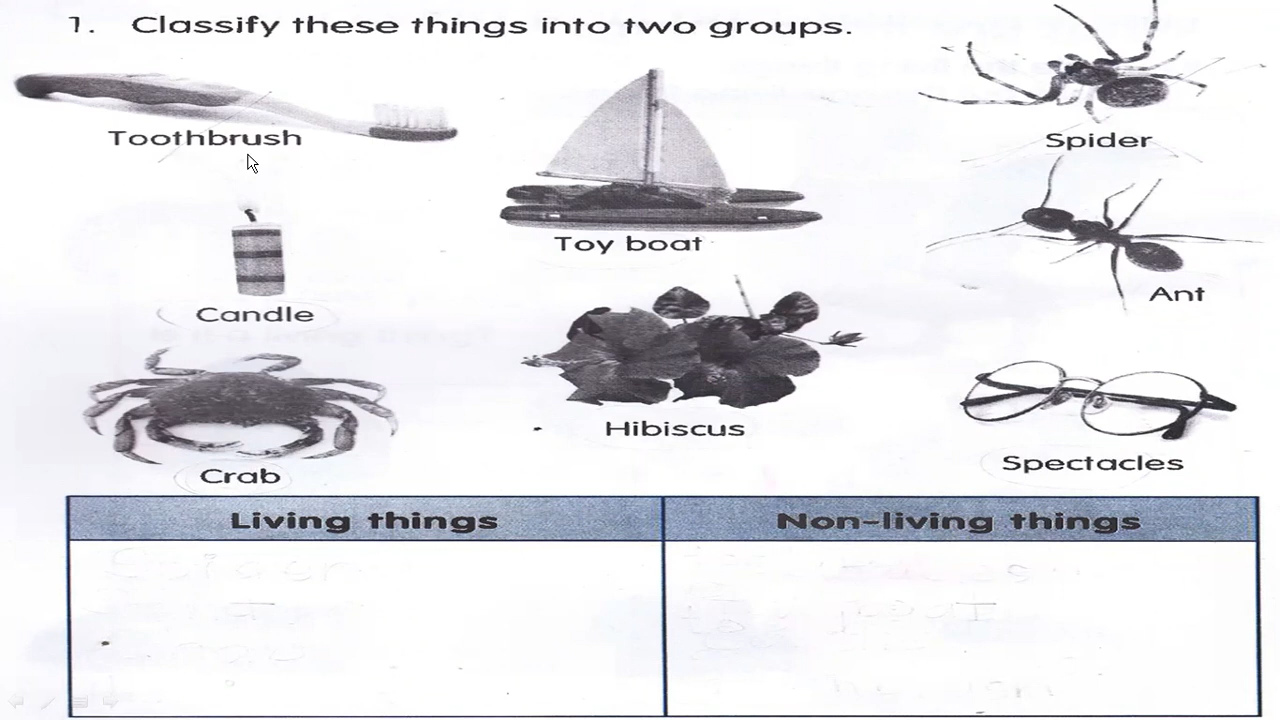 1. Classify these things into two groups.
Toothbrush
Toy boat
Spider
Candle
Ant
Hibiscus
Crab
Spectacles
Living things
Non-living things